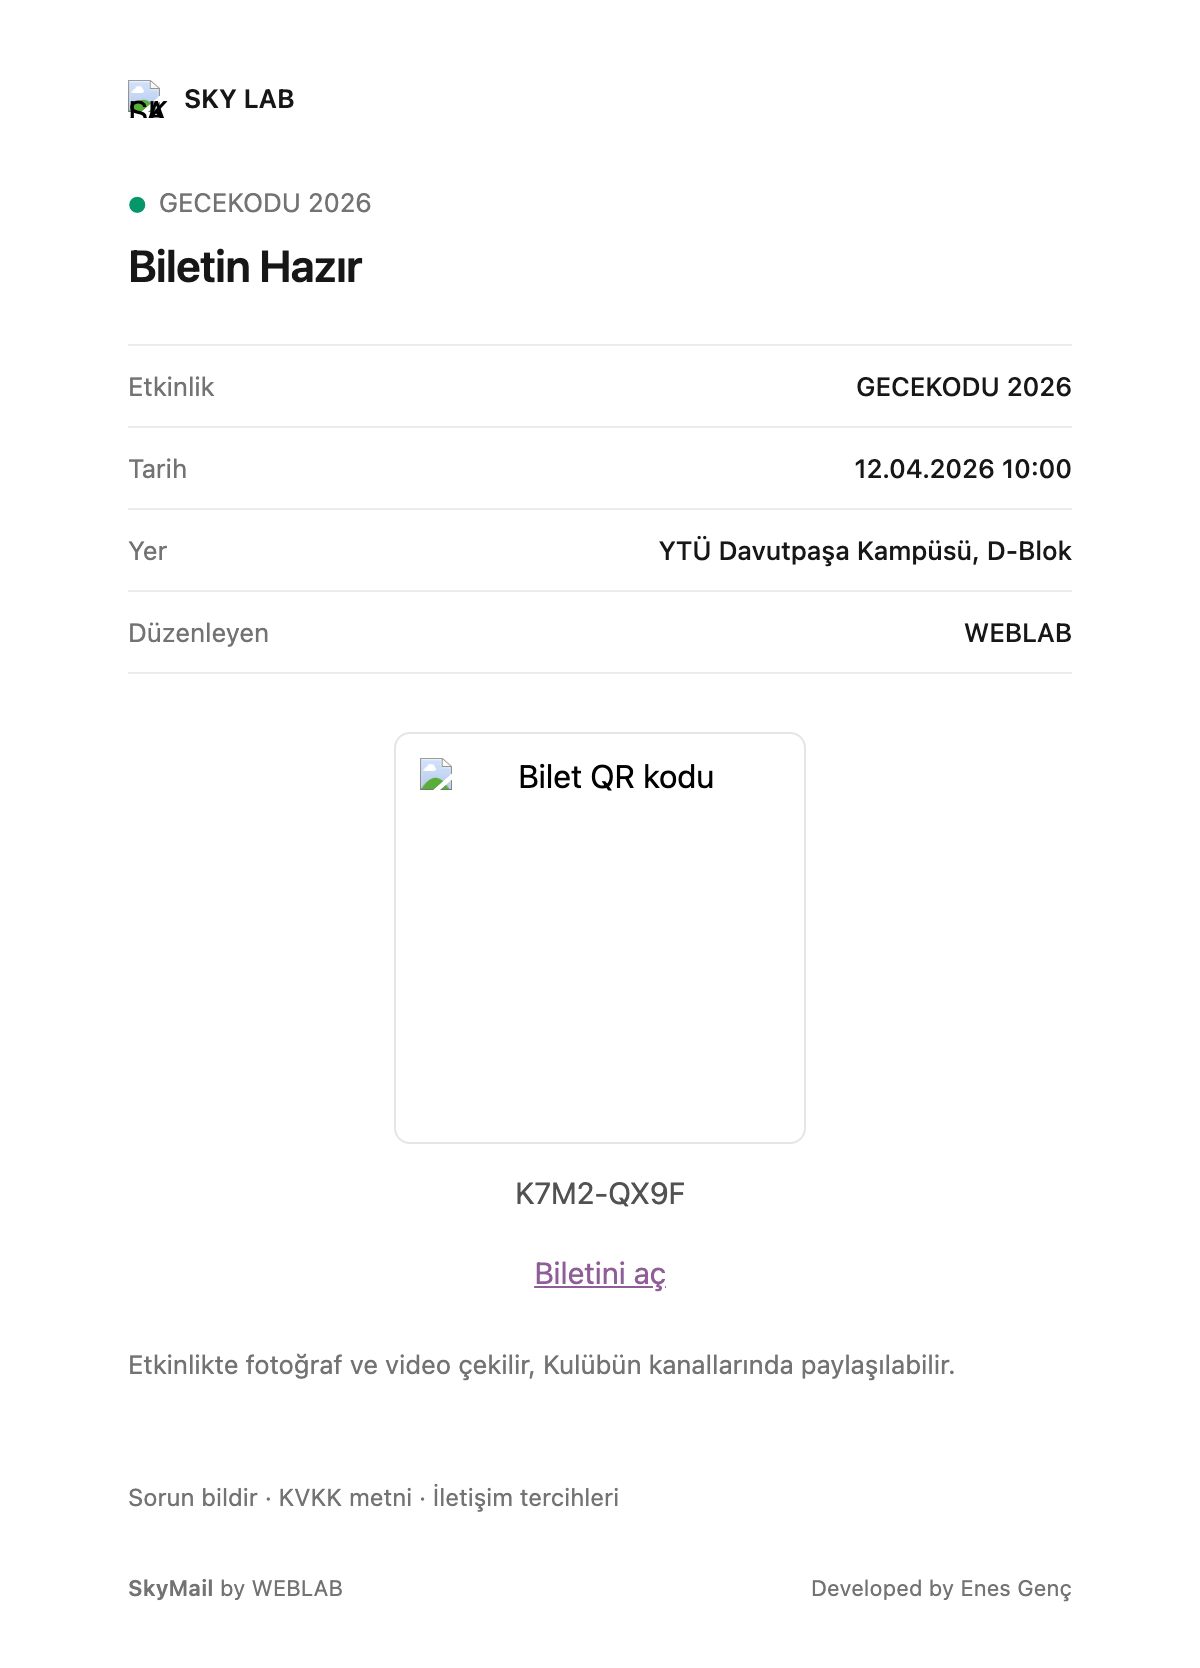 SKY LAB
GECEKODU 2026
Biletin Hazır
Etkinlik GECEKODU 2026
Tarih 12.04.2026 10:00
Yer YTÜ Davutpaşa Kampüsü, D-Blok
Düzenleyen WEBLAB
Bilet QR kodu
K7M2-QX9F
Biletini aç
Etkinlikte fotoğraf ve video çekilir, Kulübün kanallarında paylaşılabilir.
Sorun bildir · KVKK metni · İletişim tercihleri
SkyMail by WEBLAB Developed by Enes Genç